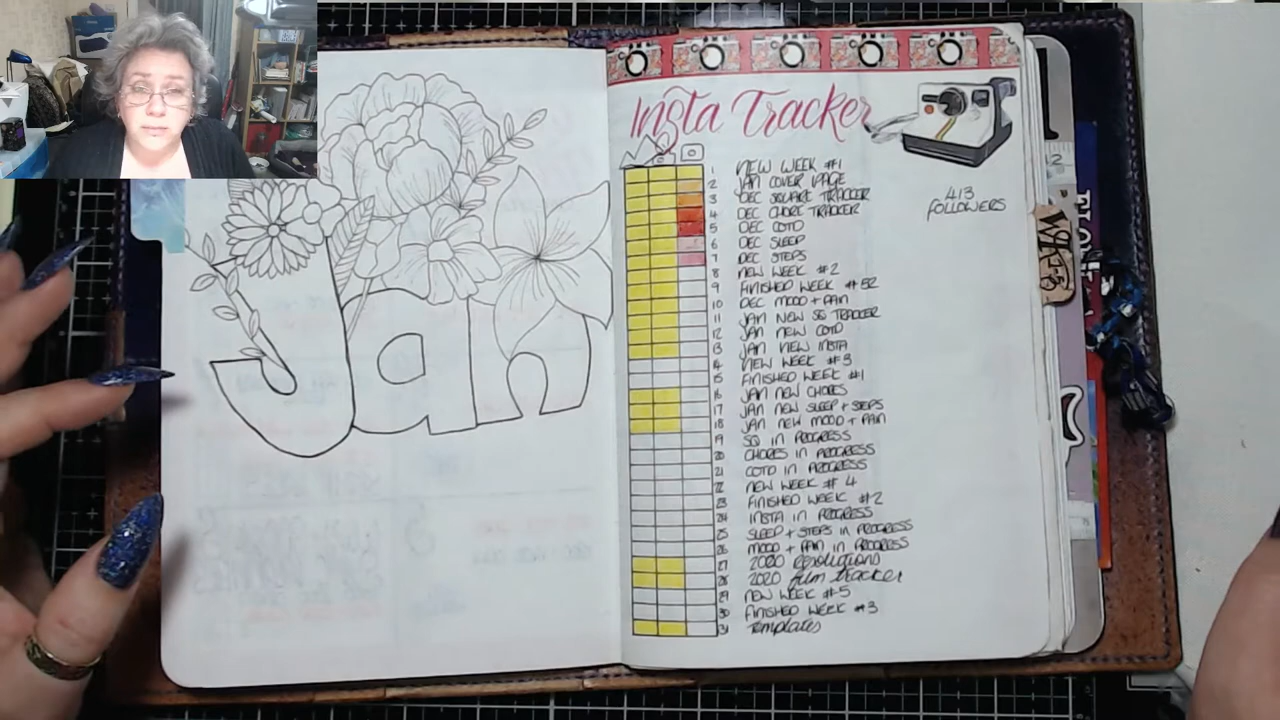 Jan
Insta Tracker
413
FOLLOWERS
1 NEW WEEK #1
2 JAN COVER PAGE
3 DEC SQUARE TRACKER
4 DEC CHORE TRACKER
5 DEC COTD
6 DEC SLEEP
7 DEC STEPS
8 NEW WEEK #2
9 FINISHED WEEK #52
10 DEC MOOD + PAIN
11 JAN NEW SQ TRACKER
12 JAN NEW COTD
13 JAN NEW INSTA
14 NEW WEEK #3
15 FINISHED WEEK #1
16 JAN NEW CHORES
17 JAN NEW SLEEP + STEPS
18 JAN NEW MOOD + PAIN
19 SQ IN PROGRESS
20 CHORES IN PROGRESS
21 COTD IN PROGRESS
22 NEW WEEK # 4
23 FINISHED WEEK #2
24 INSTA IN PROGRESS
25 SLEEP + STEPS IN PROGRESS
26 MOOD + PAIN IN PROGRESS
27 2020 resolutions
28 2020 film tracker
29 NEW WEEK #5
30 FINISHED WEEK #3
31 Templates